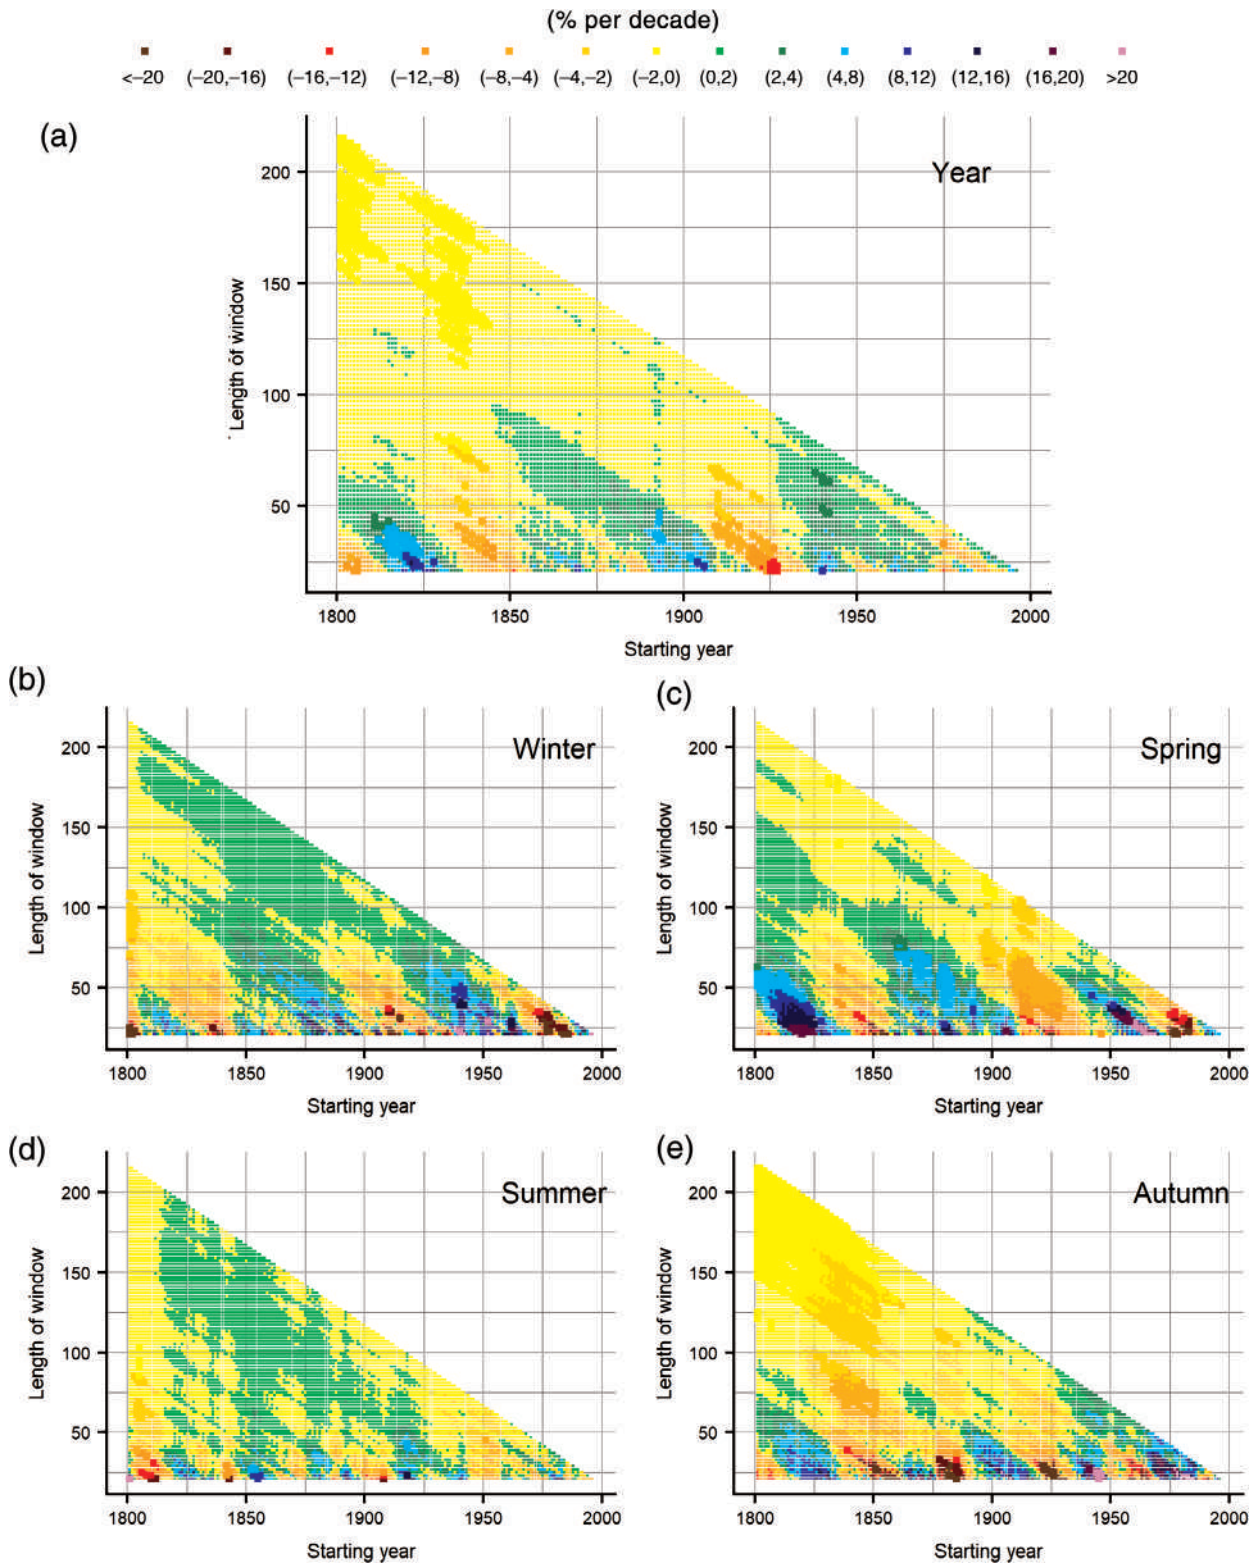 (% per decade)
<–20 (–20,–16) (–16,–12) (–12,–8) (–8,–4) (–4,–2) (–2,0) (0,2) (2,4) (4,8) (8,12) (12,16) (16,20) >20
(a)
Year
Length of window
200
150
100
50
1800 1850 1900 1950 2000
Starting year
(b)
Winter
Length of window
200
150
100
50
1800 1850 1900 1950 2000
Starting year
(c)
Spring
Length of window
200
150
100
50
1800 1850 1900 1950 2000
Starting year
(d)
Summer
Length of window
200
150
100
50
1800 1850 1900 1950 2000
Starting year
(e)
Autumn
Length of window
200
150
100
50
1800 1850 1900 1950 2000
Starting year